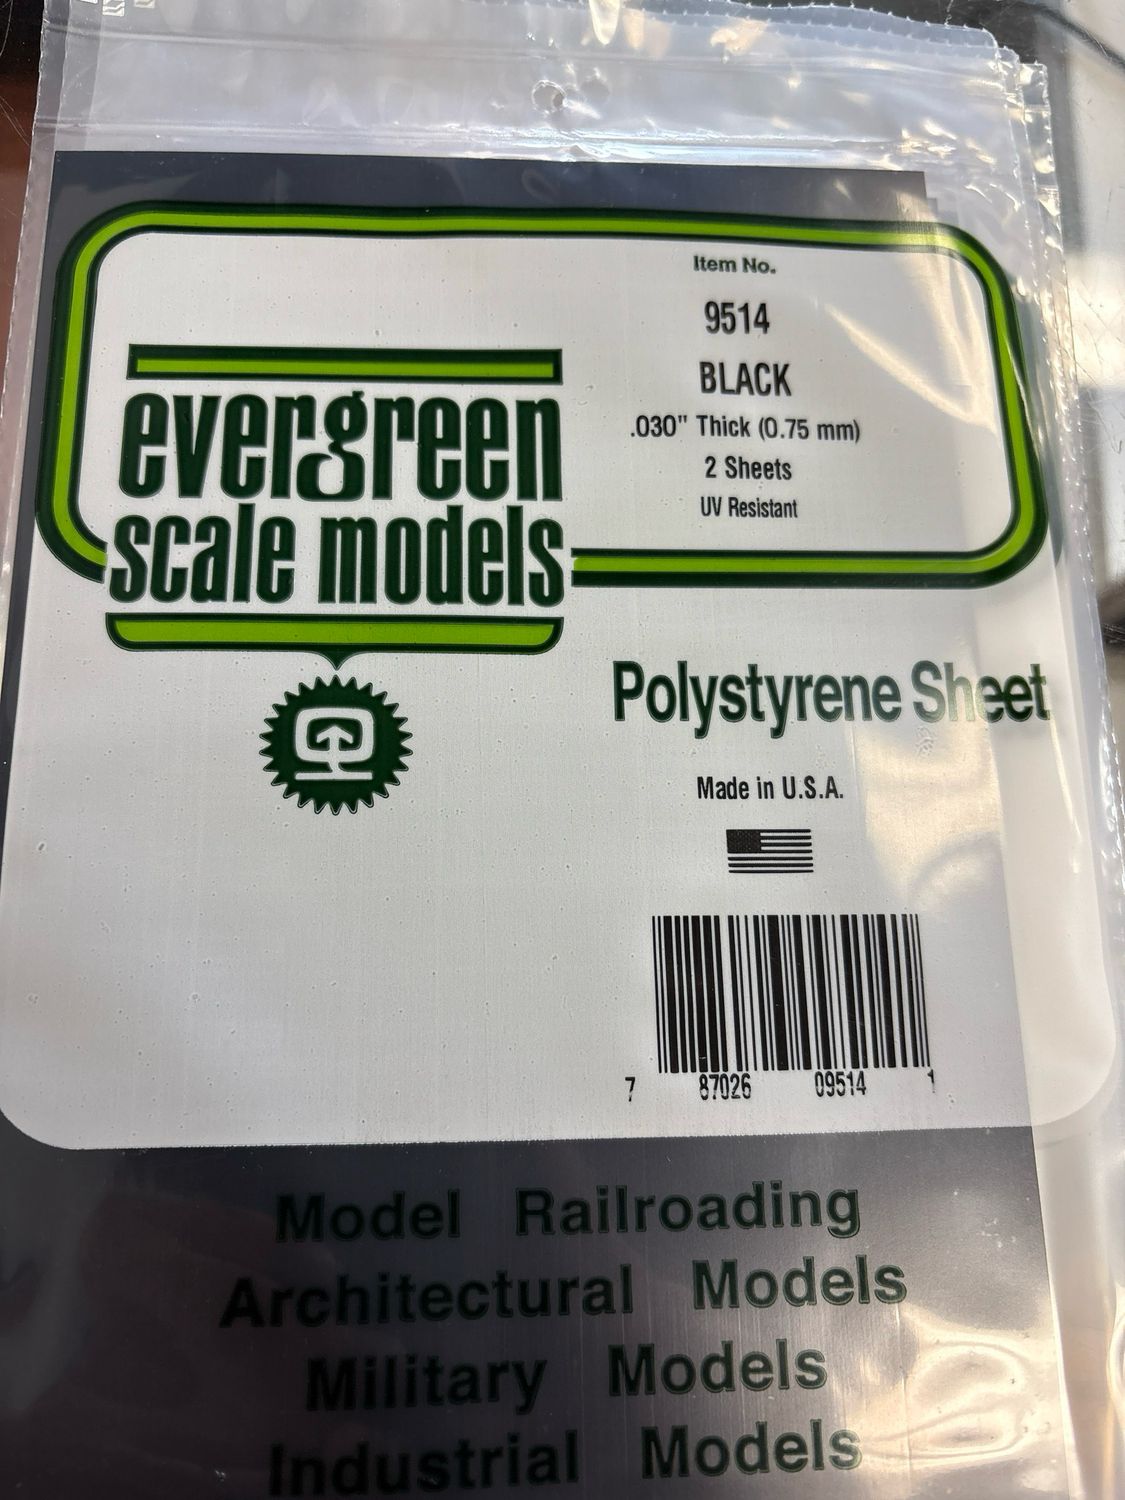 Item No.
9514
BLACK
.030" Thick (0.75 mm)
2 Sheets
UV Resistant
evergreen
scale models
Polystyrene Sheet
Made in U.S.A.
7 87026 09514 1
Model Railroading
Architectural Models
Military Models
Industrial Models